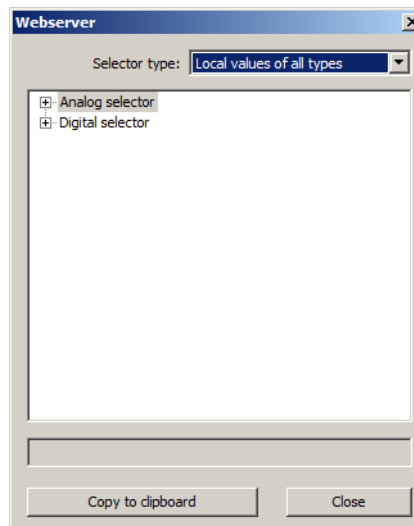 Webserver
Selector type: Local values of all types
Analog selector
Digital selector
Copy to clipboard Close